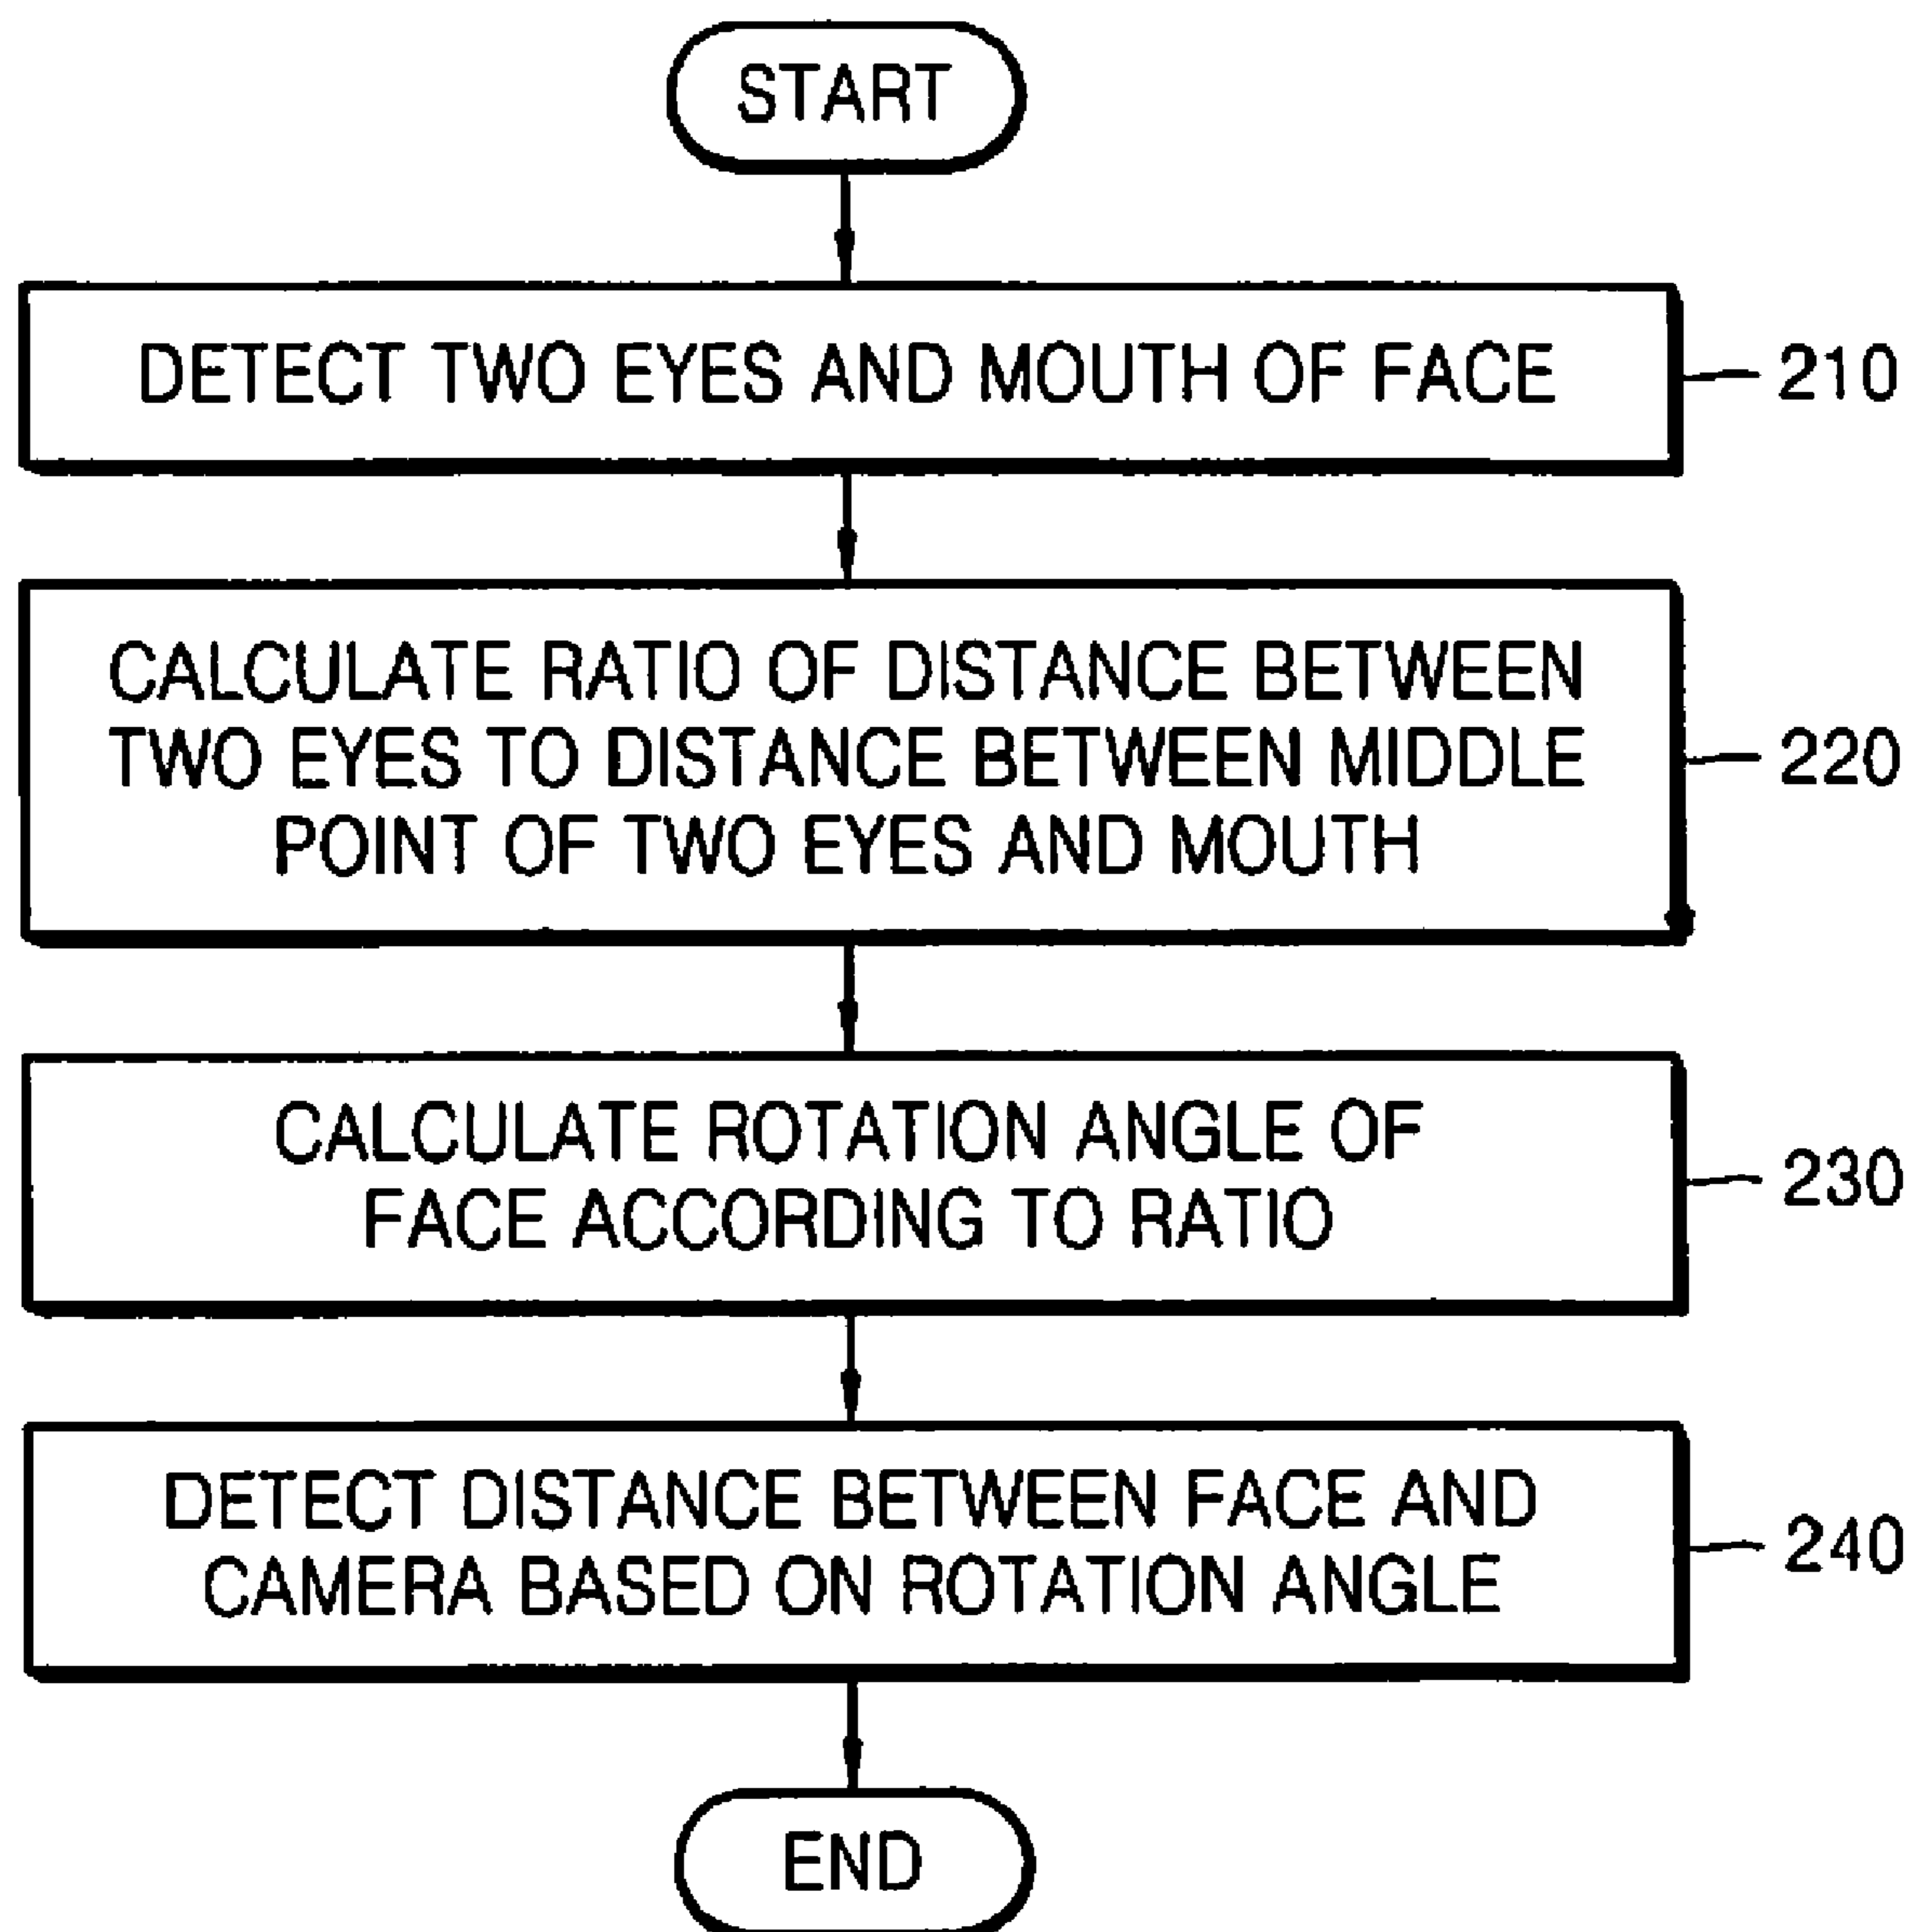 START
DETECT TWO EYES AND MOUTH OF FACE
210
CALCULATE RATIO OF DISTANCE BETWEEN
TWO EYES TO DISTANCE BETWEEN MIDDLE
POINT OF TWO EYES AND MOUTH
220
CALCULATE ROTATION ANGLE OF
FACE ACCORDING TO RATIO
230
DETECT DISTANCE BETWEEN FACE AND
CAMERA BASED ON ROTATION ANGLE
240
END